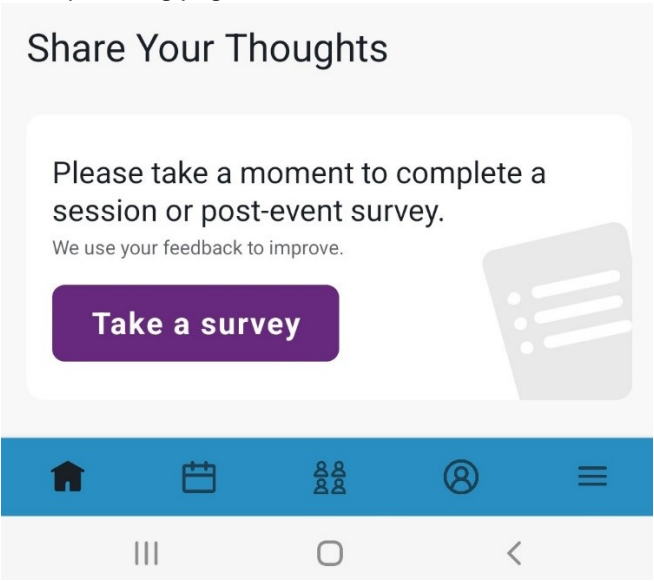 Share Your Thoughts
Please take a moment to complete a
session or post-event survey.
We use your feedback to improve.
Take a survey